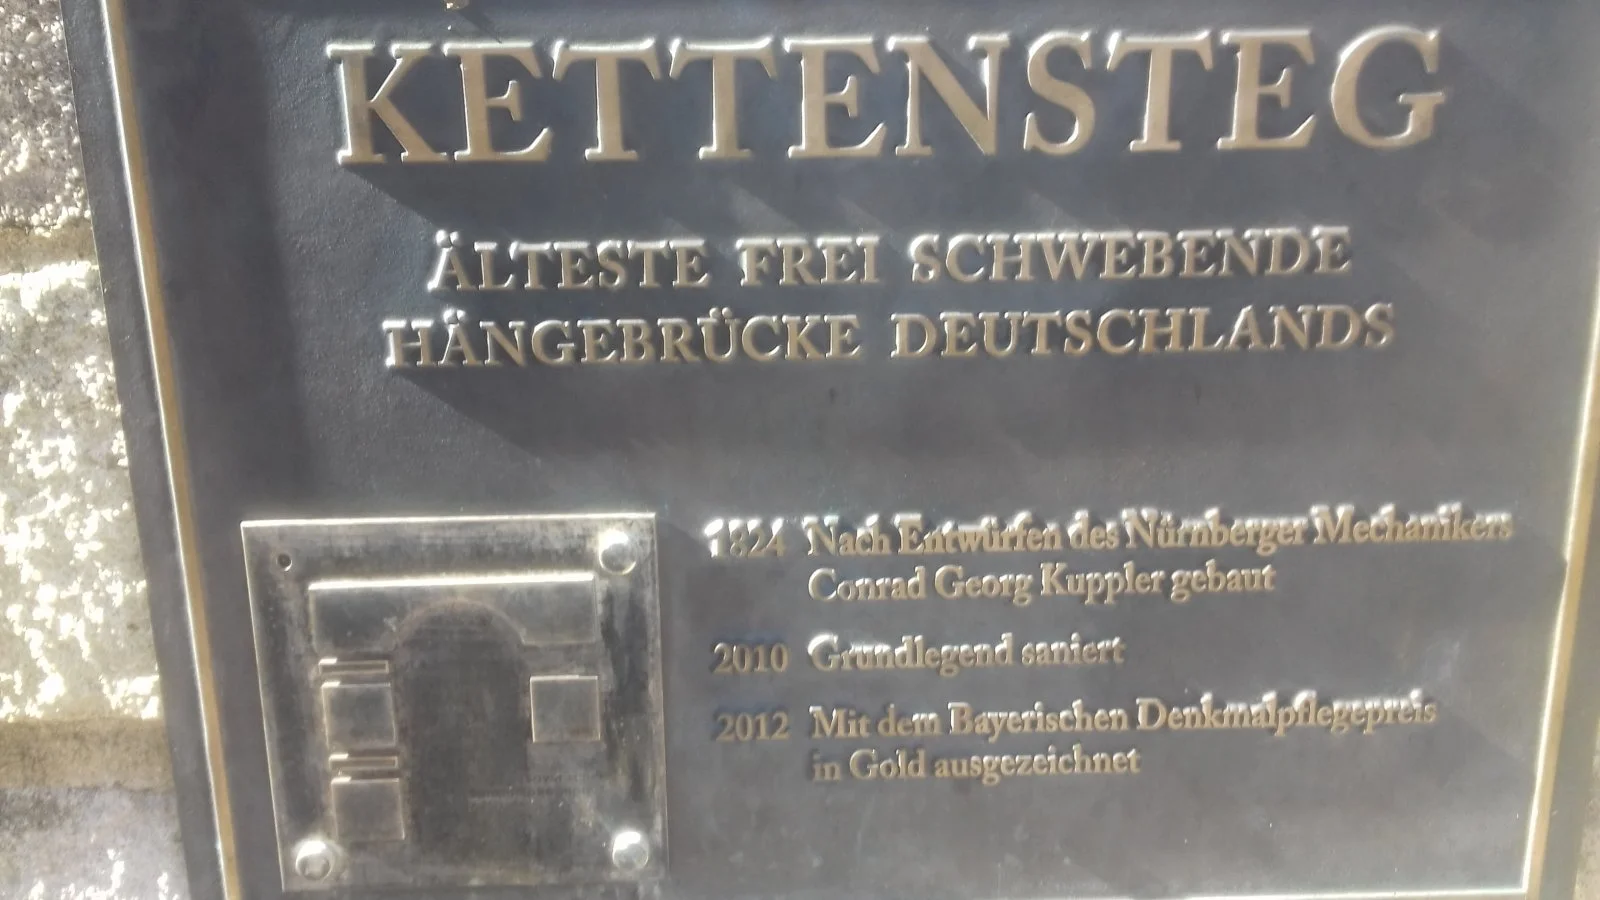 KETTENSTEG
ÄLTESTE FREI SCHWEBENDE
HÄNGEBRÜCKE DEUTSCHLANDS
1824 Nach Entwürfen des Nürnberger Mechanikers
Conrad Georg Kuppler gebaut
2010 Grundlegend saniert
2012 Mit dem Bayerischen Denkmalpflegepreis
in Gold ausgezeichnet